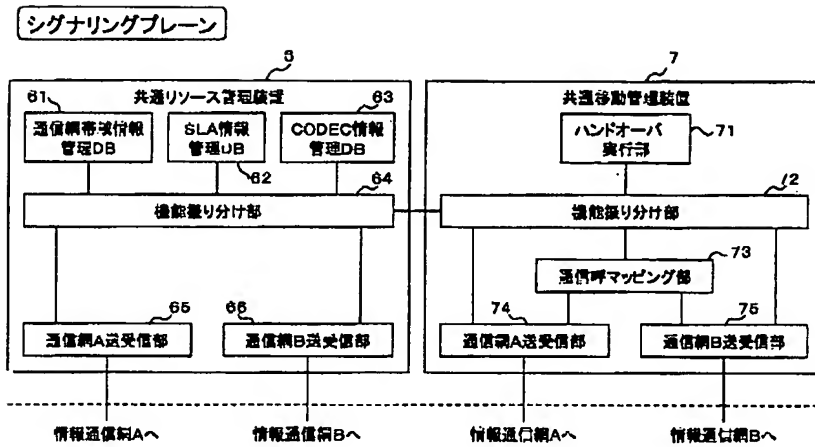 シグナリングプレーン
6
7
共通リソース管理装置
共通移動管理装置
61
63
71
通信網帯域情報
管理DB
SLA情報
管理DB
CODEC情報
管理DB
ハンドオーバ
実行部
62
64
72
機能振り分け部
機能振り分け部
73
通信呼マッピング部
65
66
74
75
通信網A送受信部
通信網B送受信部
通信網A送受信部
通信網B送受信部
情報通信網Aへ
情報通信網Bへ
情報通信網Aへ
情報通信網Bへ